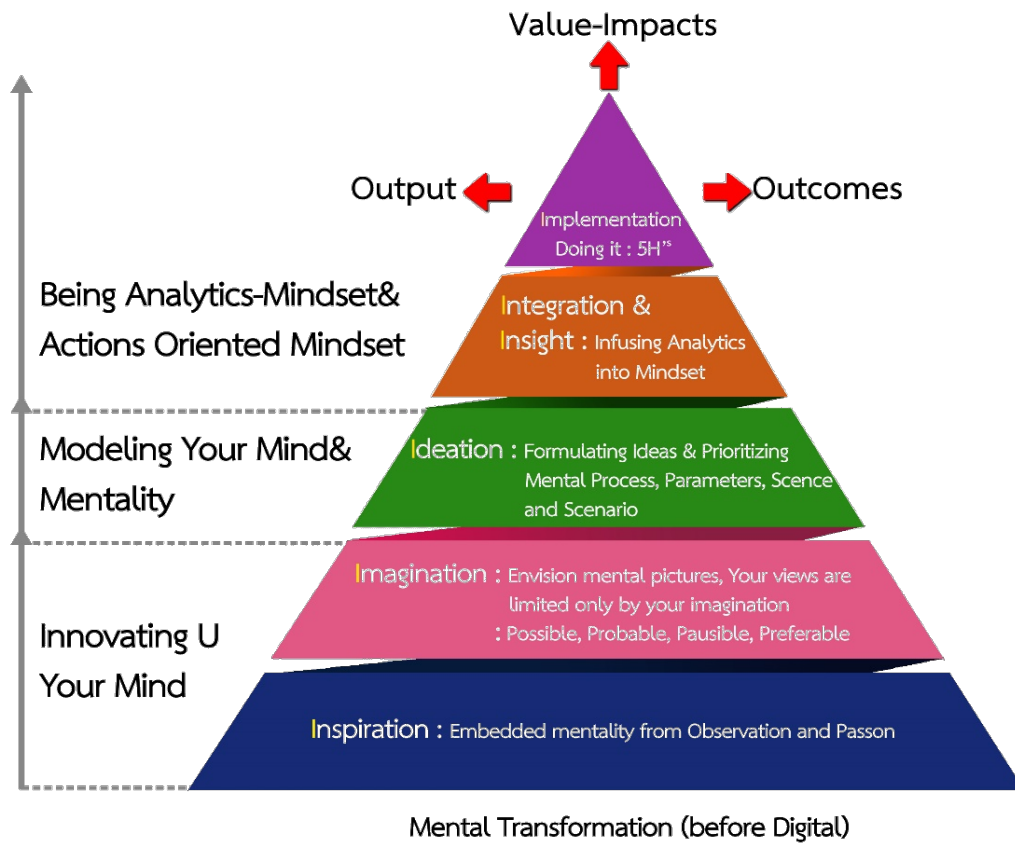 Value-Impacts
Output
Outcomes
Implementation
Doing it : 5H's
Being Analytics-Mindset&
Actions Oriented Mindset
Integration &
Insight : Infusing Analytics
into Mindset
Modeling Your Mind&
Mentality
Ideation : Formulating Ideas & Prioritizing
Mental Process, Parameters, Scence
and Scenario
Innovating U
Your Mind
Imagination : Envision mental pictures, Your views are
limited only by your imagination
: Possible, Probable, Pausible, Preferable
Inspiration : Embedded mentality from Observation and Passon
Mental Transformation (before Digital)